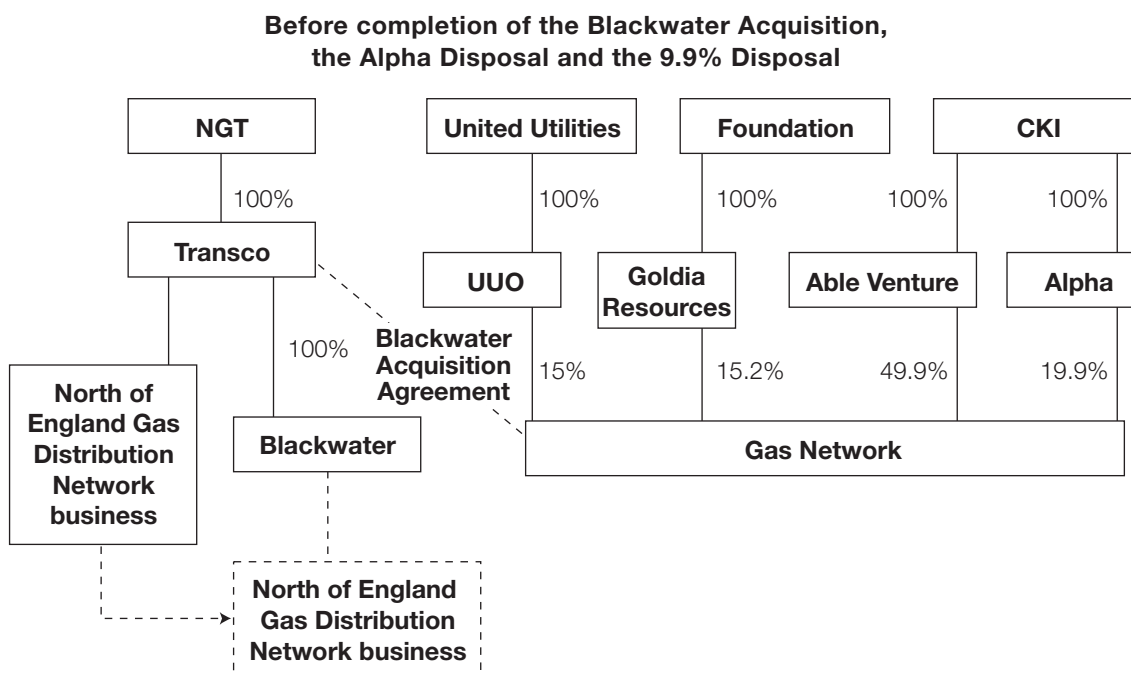 Before completion of the Blackwater Acquisition,
the Alpha Disposal and the 9.9% Disposal
NGT
United Utilities
Foundation
CKI
100%
100%
100%
100%
100%
Transco
UUO
Goldia
Resources
Able Venture
Alpha
100%
Blackwater
Acquisition
Agreement
15%
15.2%
49.9%
19.9%
North of
England Gas
Distribution
Network
business
Blackwater
Gas Network
North of England
Gas Distribution
Network business